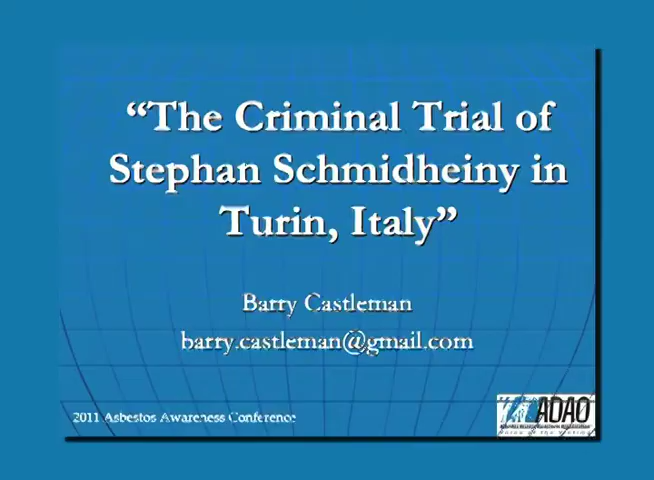 “The Criminal Trial of
Stephan Schmidheiny in
Turin, Italy”
Barry Castleman
barry.castleman@gmail.com
2011 Asbestos Awareness Conference
ADAO